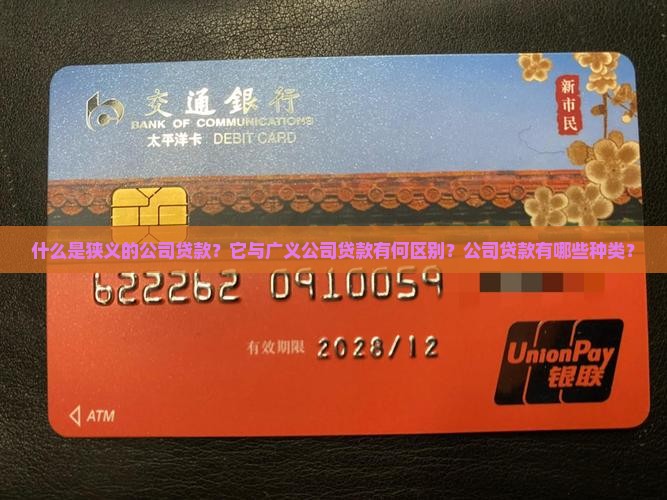 交通銀行
BANK OF COMMUNICATIONS
太平洋卡 DEBIT CARD
新市民
什么是狭义的公司贷款？它与广义公司贷款有何区别？公司贷款有哪些种类？
622262 0910059
有效期限 2028/12
UnionPay
银联
ATM